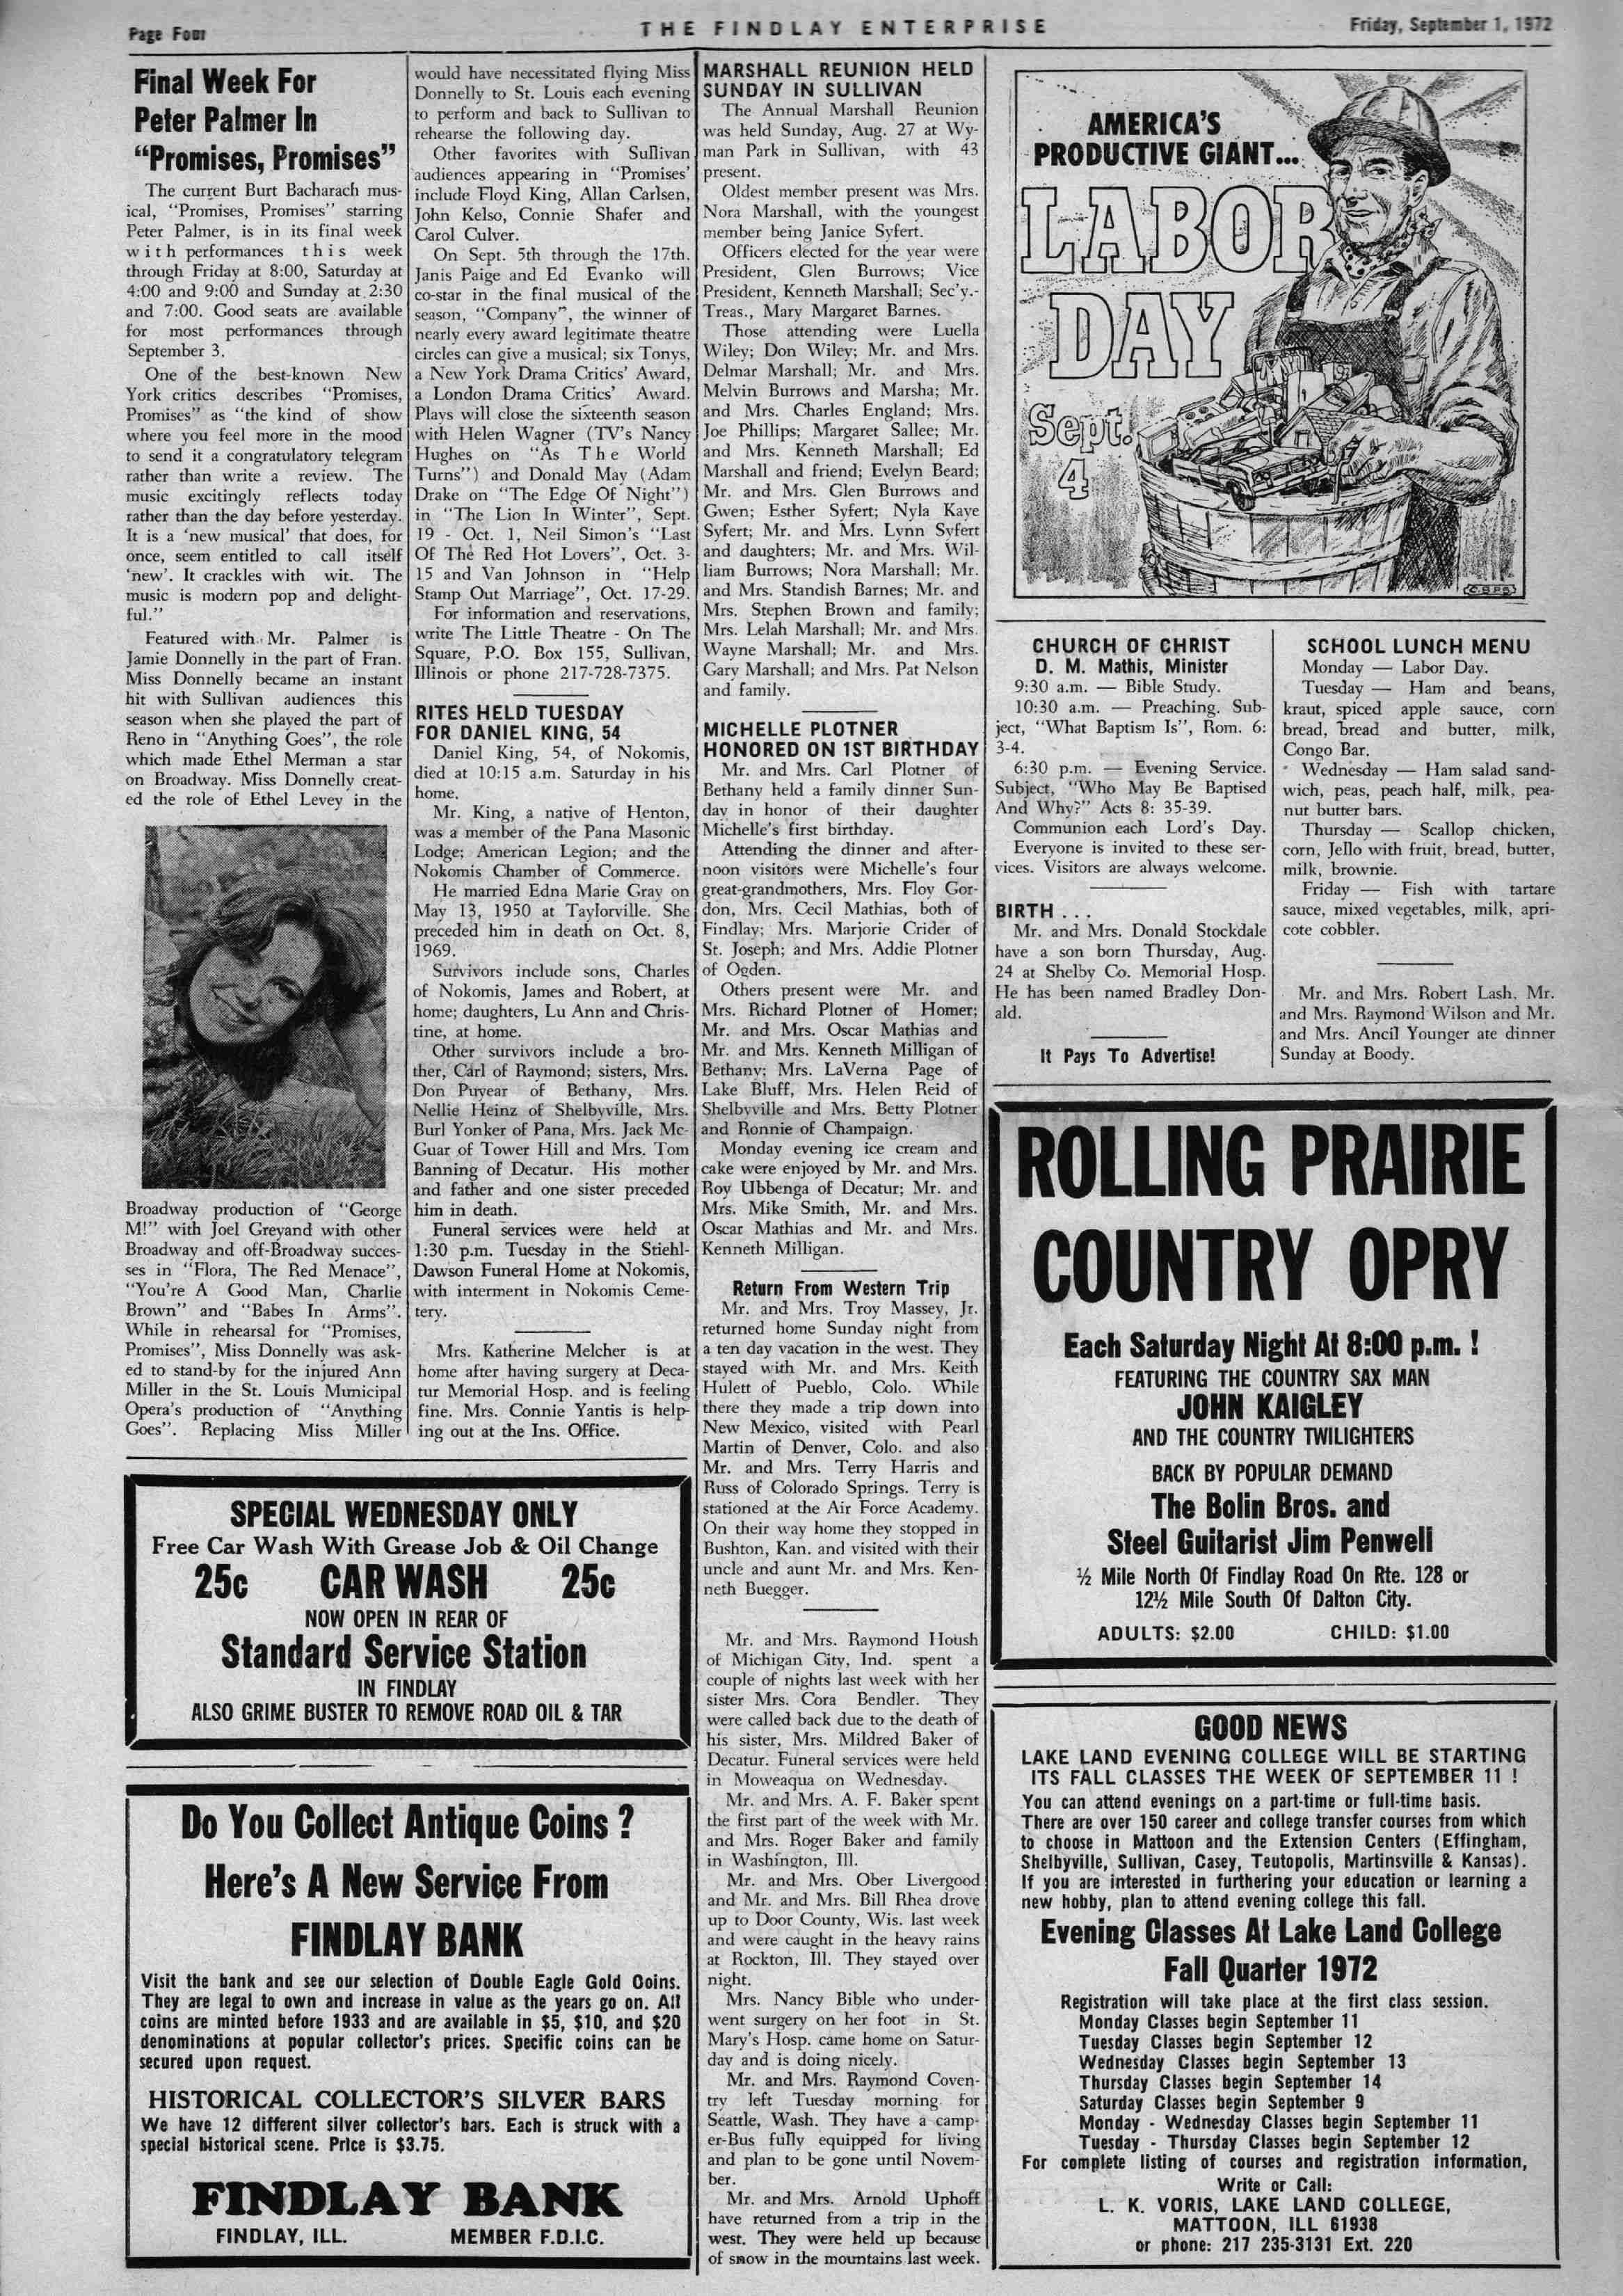 Page Four
THE FINDLAY ENTERPRISE
Friday, September 1, 1972
Final Week For
Peter Palmer In
"Promises, Promises"
The current Burt Bacharach mus-
ical, "Promises, Promises" starring
Peter Palmer, is in its final week
with performances this week
through Friday at 8:00, Saturday at
4:00 and 9:00 and Sunday at 2:30
and 7:00. Good seats are available
for most performances through
September 3.
One of the best-known New
York critics describes "Promises,
Promises" as "the kind of show
where you feel more in the mood
to send it a congratulatory telegram
rather than write a review. The
music excitingly reflects today
rather than the day before yesterday.
It is a 'new musical' that does, for
once, seem entitled to call itself
'new'. It crackles with wit. The
music is modern pop and delight-
ful."
Featured with Mr. Palmer is
Jamie Donnelly in the part of Fran.
Miss Donnelly became an instant
hit with Sullivan audiences this
season when she played the part of
Reno in "Anything Goes", the role
which made Ethel Merman a star
on Broadway. Miss Donnelly creat-
ed the role of Ethel Levey in the
Broadway production of "George
M!" with Joel Greyand with other
Broadway and off-Broadway succes-
ses in "Flora, The Red Menace",
"You're A Good Man, Charlie
Brown" and "Babes In Arms".
While in rehearsal for "Promises,
Promises", Miss Donnelly was ask-
ed to stand-by for the injured Ann
Miller in the St. Louis Municipal
Opera's production of "Anything
Goes". Replacing Miss Miller
would have necessitated flying Miss
Donnelly to St. Louis each evening
to perform and back to Sullivan to
rehearse the following day.
Other favorites with Sullivan
audiences appearing in "Promises'
include Floyd King, Allan Carlsen,
John Kelso, Connie Shafer and
Carol Culver.
On Sept. 5th through the 17th.
Janis Paige and Ed Evanko will
co-star in the final musical of the
season, "Company", the winner of
nearly every award legitimate theatre
circles can give a musical; six Tonys,
a New York Drama Critics' Award,
a London Drama Critics' Award.
Plays will close the sixteenth season
with Helen Wagner (TV's Nancy
Hughes on "As The World
Turns") and Donald May (Adam
Drake on "The Edge Of Night")
in "The Lion In Winter", Sept.
19 - Oct. 1, Neil Simon's "Last
Of The Red Hot Lovers", Oct. 3-
15 and Van Johnson in "Help
Stamp Out Marriage", Oct. 17-29.
For information and reservations,
write The Little Theatre - On The
Square, P.O. Box 155, Sullivan,
Illinois or phone 217-728-7375.
RITES HELD TUESDAY
FOR DANIEL KING, 54
Daniel King, 54, of Nokomis,
died at 10:15 a.m. Saturday in his
home.
Mr. King, a native of Henton,
was a member of the Pana Masonic
Lodge; American Legion; and the
Nokomis Chamber of Commerce.
He married Edna Marie Gray on
May 13, 1950 at Taylorville. She
preceded him in death on Oct. 8,
1969.
Survivors include sons, Charles
of Nokomis, James and Robert, at
home; daughters, Lu Ann and Chris-
tine, at home.
Other survivors include a bro-
ther, Carl of Raymond; sisters, Mrs.
Don Puyear of Bethany, Mrs.
Nellie Heinz of Shelbyville, Mrs.
Burl Yonker of Pana, Mrs. Jack Mc-
Guar of Tower Hill and Mrs. Tom
Banning of Decatur. His mother
and father and one sister preceded
him in death.
Funeral services were held at
1:30 p.m. Tuesday in the Stiehl-
Dawson Funeral Home at Nokomis,
with interment in Nokomis Ceme-
tery.
Mrs. Katherine Melcher is at
home after having surgery at Deca-
tur Memorial Hosp. and is feeling
fine. Mrs. Connie Yantis is help-
ing out at the Ins. Office.
SPECIAL WEDNESDAY ONLY
Free Car Wash With Grease Job & Oil Change
25c CAR WASH 25c
NOW OPEN IN REAR OF
Standard Service Station
IN FINDLAY
ALSO GRIME BUSTER TO REMOVE ROAD OIL & TAR
Do You Collect Antique Coins ?
Here's A New Service From
FINDLAY BANK
Visit the bank and see our selection of Double Eagle Gold Coins.
They are legal to own and increase in value as the years go on. All
coins are minted before 1933 and are available in $5, $10, and $20
denominations at popular collector's prices. Specific coins can be
secured upon request.
HISTORICAL COLLECTOR'S SILVER BARS
We have 12 different silver collector's bars. Each is struck with a
special historical scene. Price is $3.75.
FINDLAY BANK
FINDLAY, ILL. MEMBER F.D.I.C.
MARSHALL REUNION HELD
SUNDAY IN SULLIVAN
The Annual Marshall Reunion
was held Sunday, Aug. 27 at Wy-
man Park in Sullivan, with 43
present.
Oldest member present was Mrs.
Nora Marshall, with the youngest
member being Janice Syfert.
Officers elected for the year were
President, Glen Burrows; Vice
President, Kenneth Marshall; Sec'y.-
Treas., Mary Margaret Barnes.
Those attending were Luella
Wiley; Don Wiley; Mr. and Mrs.
Delmar Marshall; Mr. and Mrs.
Melvin Burrows and Marsha; Mr.
and Mrs. Charles England; Mrs.
Joe Phillips; Margaret Sallee; Mr.
and Mrs. Kenneth Marshall; Ed
Marshall and friend; Evelyn Beard;
Mr. and Mrs. Glen Burrows and
Gwen; Esther Syfert; Nyla Kaye
Syfert; Mr. and Mrs. Lynn Syfert
and daughters; Mr. and Mrs. Wil-
liam Burrows; Nora Marshall; Mr.
and Mrs. Standish Barnes; Mr. and
Mrs. Stephen Brown and family;
Mrs. Lelah Marshall; Mr. and Mrs.
Wayne Marshall; Mr. and Mrs.
Gary Marshall; and Mrs. Pat Nelson
and family.
MICHELLE PLOTNER
HONORED ON 1ST BIRTHDAY
Mr. and Mrs. Carl Plotner of
Bethany held a family dinner Sun-
day in honor of their daughter
Michelle's first birthday.
Attending the dinner and after-
noon visitors were Michelle's four
great-grandmothers, Mrs. Floy Gor-
don, Mrs. Cecil Mathias, both of
Findlay; Mrs. Marjorie Crider of
St. Joseph; and Mrs. Addie Plotner
of Ogden.
Others present were Mr. and
Mrs. Richard Plotner of Homer;
Mr. and Mrs. Oscar Mathias and
Mr. and Mrs. Kenneth Milligan of
Bethany; Mrs. LaVerna Page of
Lake Bluff, Mrs. Helen Reid of
Shelbyville and Mrs. Betty Plotner
and Ronnie of Champaign.
Monday evening ice cream and
cake were enjoyed by Mr. and Mrs.
Roy Ubbenga of Decatur; Mr. and
Mrs. Mike Smith, Mr. and Mrs.
Oscar Mathias and Mr. and Mrs.
Kenneth Milligan.
Return From Western Trip
Mr. and Mrs. Troy Massey, Jr.
returned home Sunday night from
a ten day vacation in the west. They
stayed with Mr. and Mrs. Keith
Hulett of Pueblo, Colo. While
there they made a trip down into
New Mexico, visited with Pearl
Martin of Denver, Colo. and also
Mr. and Mrs. Terry Harris and
Russ of Colorado Springs. Terry is
stationed at the Air Force Academy.
On their way home they stopped in
Bushton, Kan. and visited with their
uncle and aunt Mr. and Mrs. Ken-
neth Buegger.
Mr. and Mrs. Raymond Housh
of Michigan City, Ind. spent a
couple of nights last week with her
sister Mrs. Cora Bendler. They
were called back due to the death of
his sister, Mrs. Mildred Baker of
Decatur. Funeral services were held
in Moweaqua on Wednesday.
Mr. and Mrs. A. F. Baker spent
the first part of the week with Mr.
and Mrs. Roger Baker and family
in Washington, Ill.
Mr. and Mrs. Ober Livergood
and Mr. and Mrs. Bill Rhea drove
up to Door County, Wis. last week
and were caught in the heavy rains
at Rockton, Ill. They stayed over
night.
Mrs. Nancy Bible who under-
went surgery on her foot in St.
Mary's Hosp. came home on Satur-
day and is doing nicely.
Mr. and Mrs. Raymond Coven-
try left Tuesday morning for
Seattle, Wash. They have a camp-
er-Bus fully equipped for living
and plan to be gone until Novem-
ber.
Mr. and Mrs. Arnold Uphoff
have returned from a trip in the
west. They were held up because
of snow in the mountains last week.
AMERICA'S
PRODUCTIVE GIANT...
LABOR
DAY
Sept.
4
C.S.P.S.
CHURCH OF CHRIST
D. M. Mathis, Minister
9:30 a.m. — Bible Study.
10:30 a.m. — Preaching. Sub-
ject, "What Baptism Is", Rom. 6:
3-4.
6:30 p.m. — Evening Service.
Subject, "Who May Be Baptised
And Why?" Acts 8: 35-39.
Communion each Lord's Day.
Everyone is invited to these ser-
vices. Visitors are always welcome.
BIRTH . . .
Mr. and Mrs. Donald Stockdale
have a son born Thursday, Aug.
24 at Shelby Co. Memorial Hosp.
He has been named Bradley Don-
ald.
It Pays To Advertise!
SCHOOL LUNCH MENU
Monday — Labor Day.
Tuesday — Ham and beans,
kraut, spiced apple sauce, corn
bread, bread and butter, milk,
Congo Bar.
Wednesday — Ham salad sand-
wich, peas, peach half, milk, pea-
nut butter bars.
Thursday — Scallop chicken,
corn, Jello with fruit, bread, butter,
milk, brownie.
Friday — Fish with tartare
sauce, mixed vegetables, milk, apri-
cote cobbler.
Mr. and Mrs. Robert Lash, Mr.
and Mrs. Raymond Wilson and Mr.
and Mrs. Ancil Younger ate dinner
Sunday at Boody.
ROLLING PRAIRIE
COUNTRY OPRY
Each Saturday Night At 8:00 p.m. !
FEATURING THE COUNTRY SAX MAN
JOHN KAIGLEY
AND THE COUNTRY TWILIGHTERS
BACK BY POPULAR DEMAND
The Bolin Bros. and
Steel Guitarist Jim Penwell
½ Mile North Of Findlay Road On Rte. 128 or
12½ Mile South Of Dalton City.
ADULTS: $2.00 CHILD: $1.00
GOOD NEWS
LAKE LAND EVENING COLLEGE WILL BE STARTING
ITS FALL CLASSES THE WEEK OF SEPTEMBER 11 !
You can attend evenings on a part-time or full-time basis.
There are over 150 career and college transfer courses from which
to choose in Mattoon and the Extension Centers (Effingham,
Shelbyville, Sullivan, Casey, Teutopolis, Martinsville & Kansas).
If you are interested in furthering your education or learning a
new hobby, plan to attend evening college this fall.
Evening Classes At Lake Land College
Fall Quarter 1972
Registration will take place at the first class session.
Monday Classes begin September 11
Tuesday Classes begin September 12
Wednesday Classes begin September 13
Thursday Classes begin September 14
Saturday Classes begin September 9
Monday - Wednesday Classes begin September 11
Tuesday - Thursday Classes begin September 12
For complete listing of courses and registration information,
Write or Call:
L. K. VORIS, LAKE LAND COLLEGE,
MATTOON, ILL 61938
or phone: 217 235-3131 Ext. 220